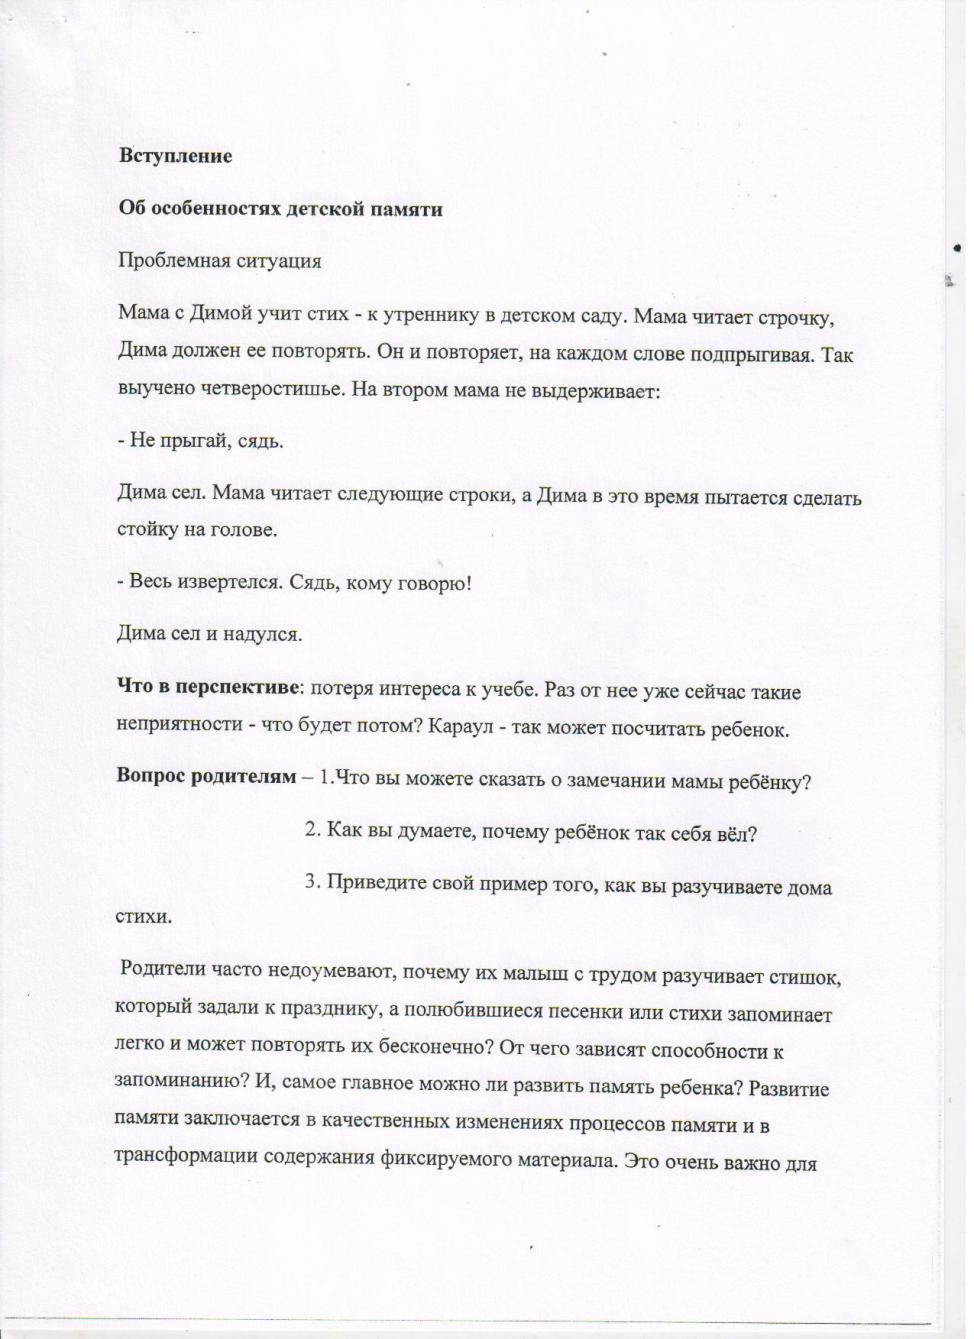 Вступление
Об особенностях детской памяти
Проблемная ситуация
Мама с Димой учит стих - к утреннику в детском саду. Мама читает строчку,
Дима должен ее повторять. Он и повторяет, на каждом слове подпрыгивая. Так
выучено четверостишье. На втором мама не выдерживает:
- Не прыгай, сядь.
Дима сел. Мама читает следующие строки, а Дима в это время пытается сделать
стойку на голове.
- Весь извертелся. Сядь, кому говорю!
Дима сел и надулся.
Что в перспективе: потеря интереса к учебе. Раз от нее уже сейчас такие
неприятности - что будет потом? Караул - так может посчитать ребенок.
Вопрос родителям – 1.Что вы можете сказать о замечании мамы ребёнку?
2. Как вы думаете, почему ребёнок так себя вёл?
3. Приведите свой пример того, как вы разучиваете дома
стихи.
Родители часто недоумевают, почему их малыш с трудом разучивает стишок,
который задали к празднику, а полюбившиеся песенки или стихи запоминает
легко и может повторять их бесконечно? От чего зависят способности к
запоминанию? И, самое главное можно ли развить память ребенка? Развитие
памяти заключается в качественных изменениях процессов памяти и в
трансформации содержания фиксируемого материала. Это очень важно для